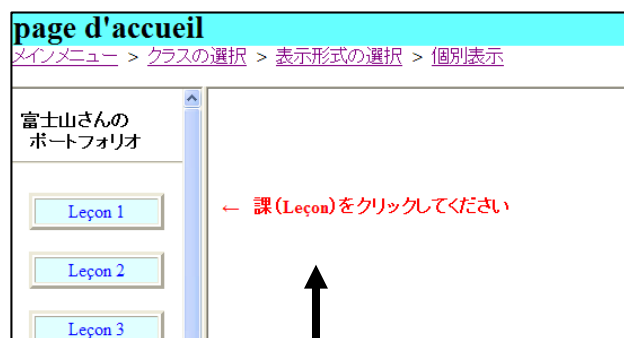 page d'accueil
メインメニュー > クラスの選択 > 表示形式の選択 > 個別表示
富士山さんの
ポートフォリオ
Leçon 1
Leçon 2
Leçon 3
← 課(Leçon)をクリックしてください